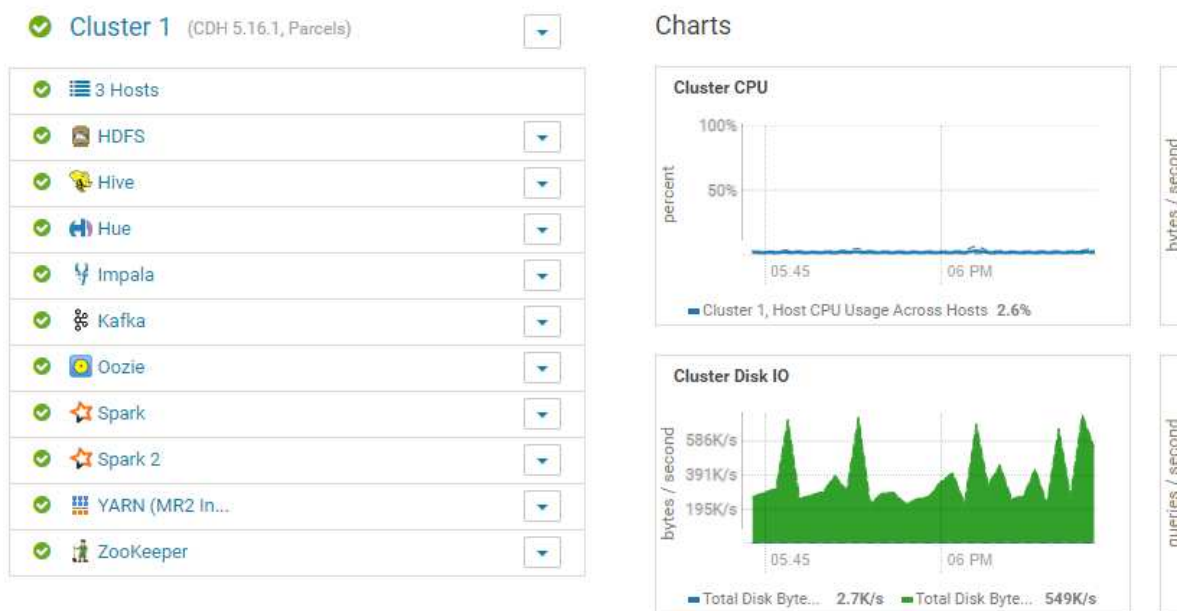 Cluster 1 (CDH 5.16.1, Parcels)
3 Hosts
HDFS
Hive
Hue
Impala
Kafka
Oozie
Spark
Spark 2
YARN (MR2 In...
ZooKeeper
Charts
Cluster CPU
percent
100%
50%
05:45
06 PM
Cluster 1, Host CPU Usage Across Hosts 2.6%
bytes / second
Cluster Disk IO
bytes / second
586K/s
391K/s
195K/s
05:45
06 PM
Total Disk Byte... 2.7K/s Total Disk Byte... 549K/s
queries / second